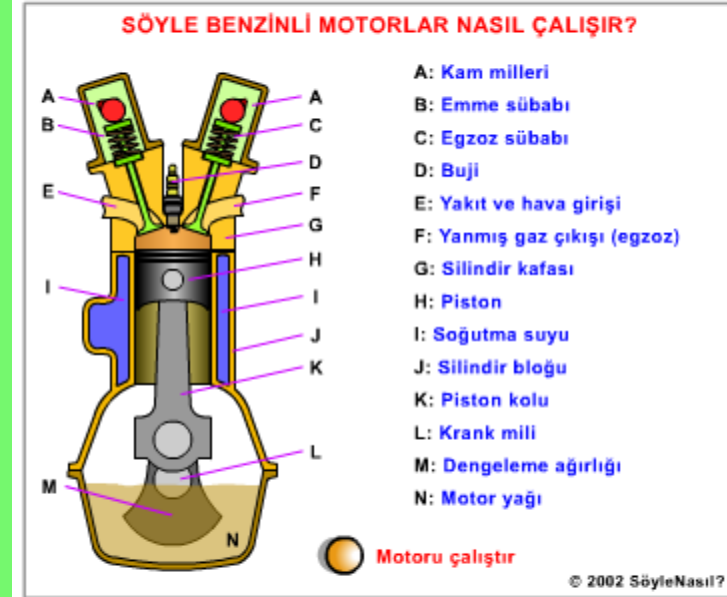 SÖYLE BENZİNLİ MOTORLAR NASIL ÇALIŞIR?
A
B
E
I
M
A
C
D
F
G
H
I
J
K
L
N
A: Kam milleri
B: Emme sübabı
C: Egzoz sübabı
D: Buji
E: Yakıt ve hava girişi
F: Yanmış gaz çıkışı (egzoz)
G: Silindir kafası
H: Piston
I: Soğutma suyu
J: Silindir bloğu
K: Piston kolu
L: Krank mili
M: Dengeleme ağırlığı
N: Motor yağı
Motoru çalıştır
© 2002 SöyleNasıl?